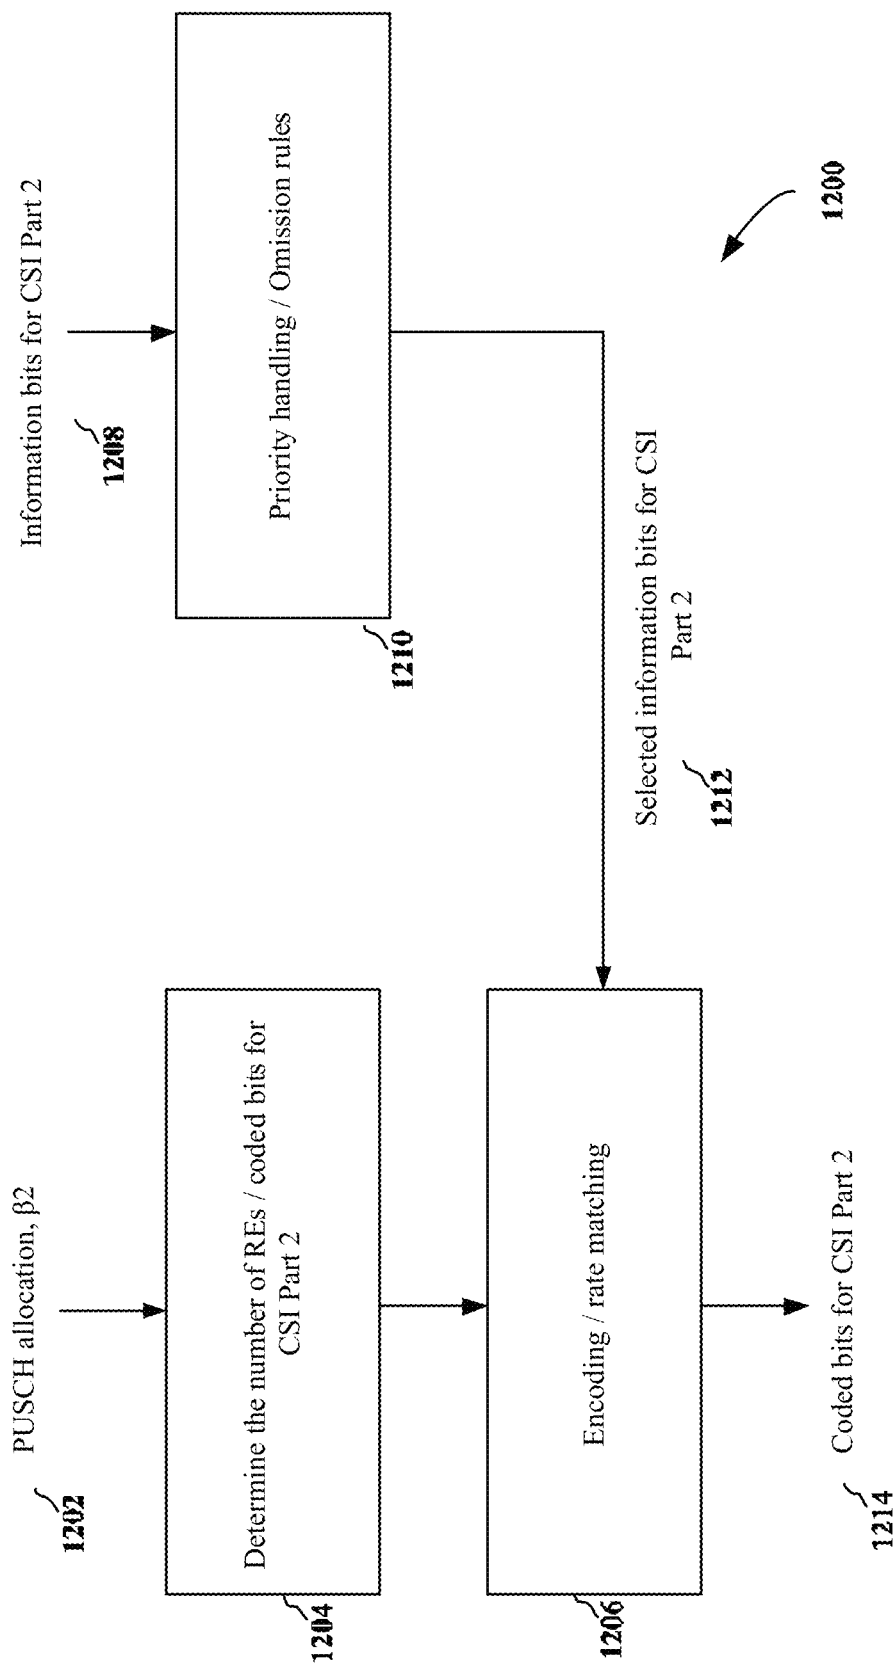 PUSCH allocation, β2
1202
Determine the number of REs / coded bits for
CSI Part 2
1204
Encoding / rate matching
1206
Coded bits for CSI Part 2
1214
Information bits for CSI Part 2
1208
Priority handling / Omission rules
1210
Selected information bits for CSI
Part 2
1212
1200